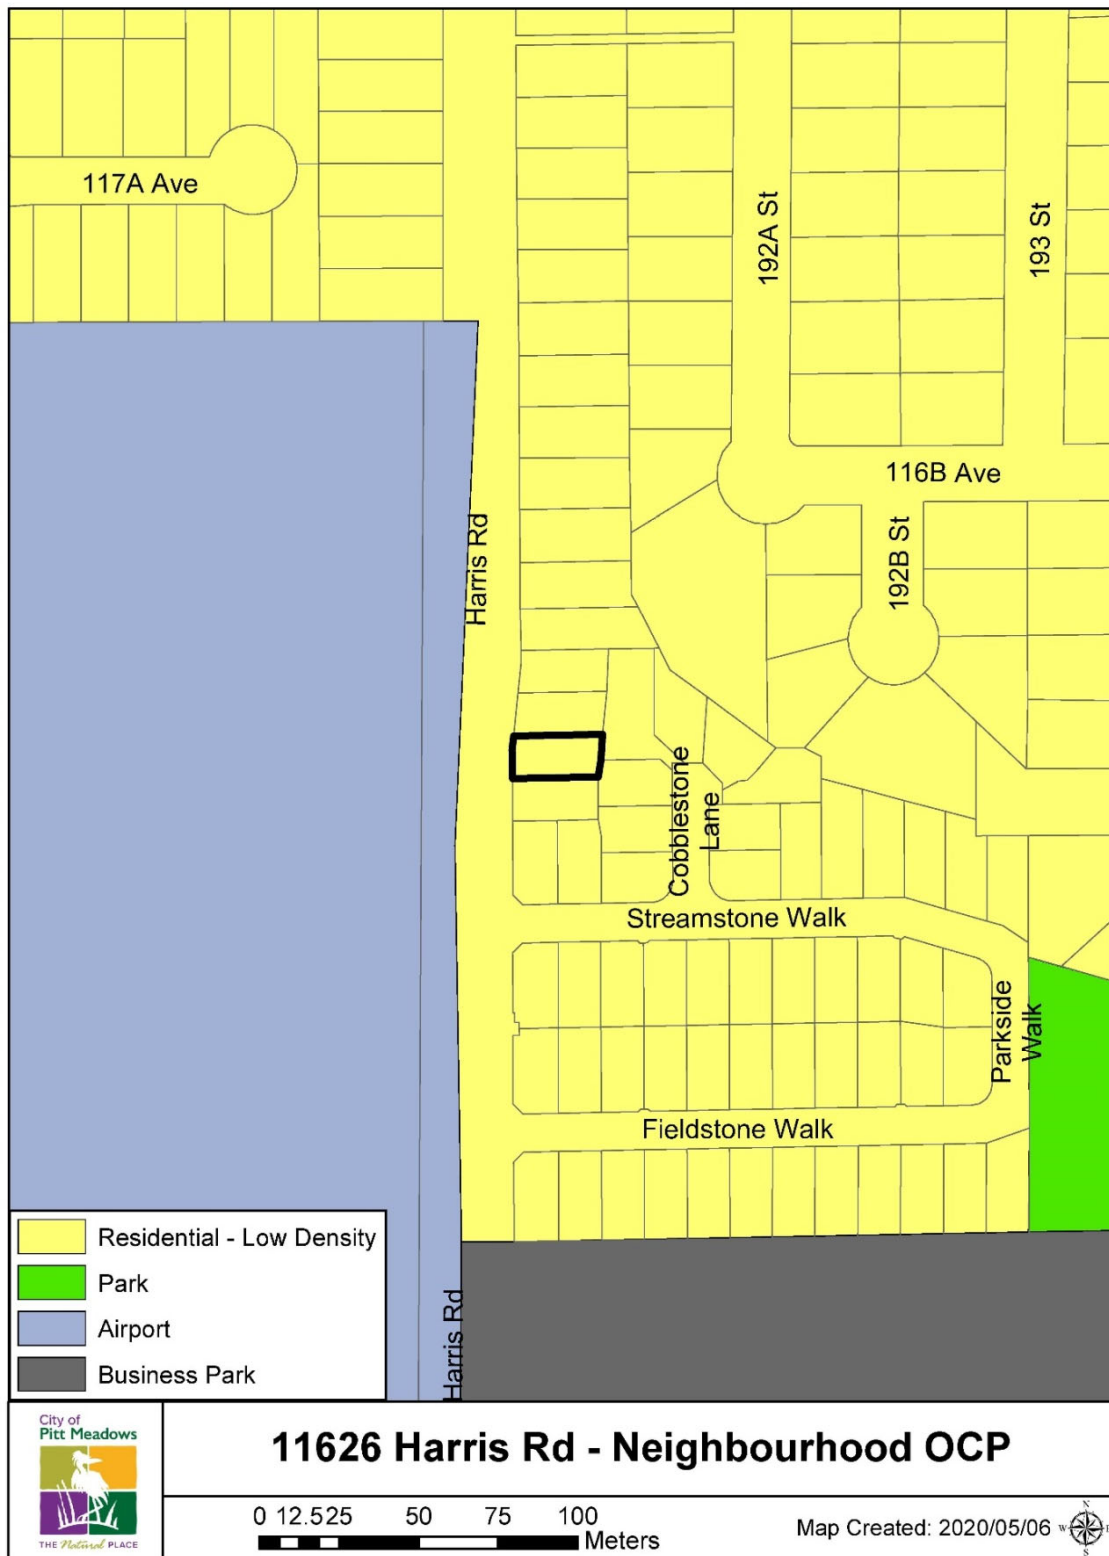 117A Ave
192A St
193 St
116B Ave
Harris Rd
192B St
Cobblestone
Lane
Streamstone Walk
Parkside
Walk
Fieldstone Walk
Harris Rd
Residential - Low Density
Park
Airport
Business Park
City of
Pitt Meadows
THE Natural PLACE
11626 Harris Rd - Neighbourhood OCP
0 12.525 50 75 100
Meters
Map Created: 2020/05/06
N
W E
S